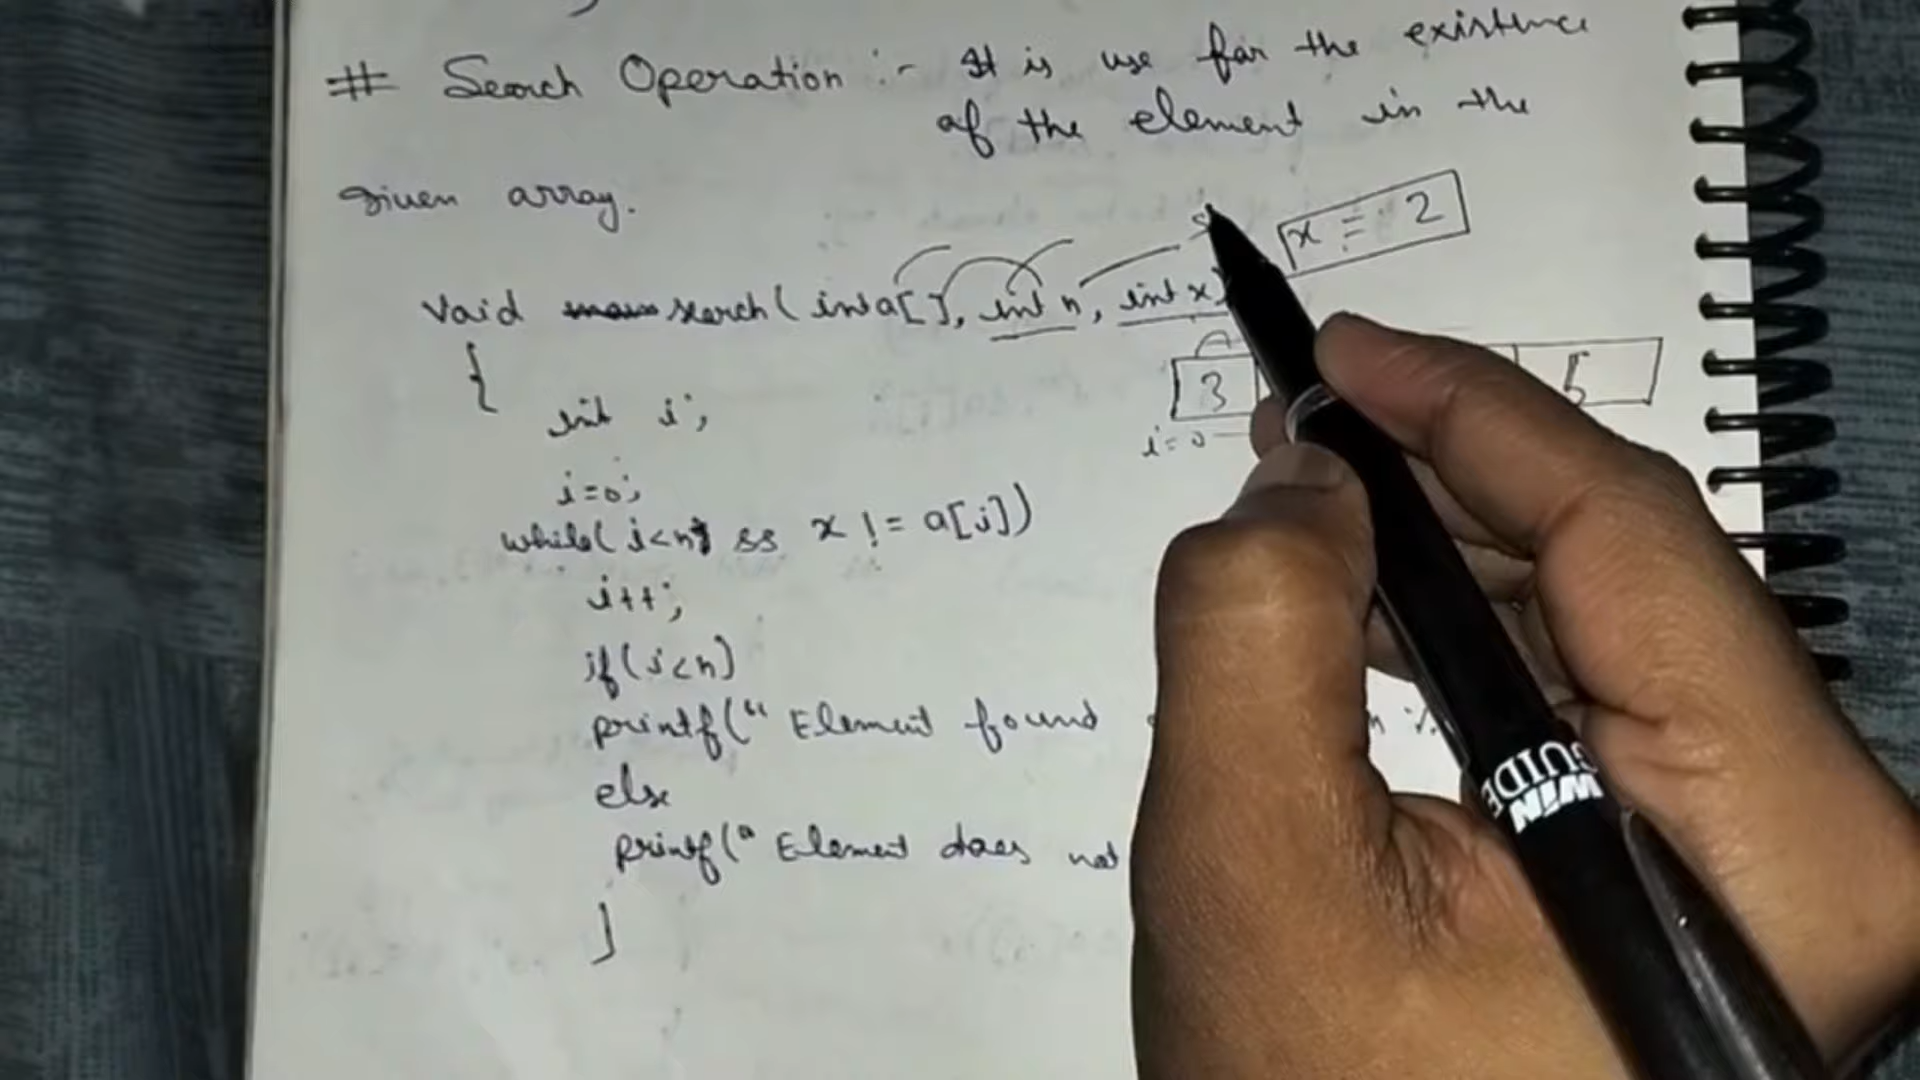 # Search Operation :- It is use for the existence
of the element in the
given array.
x = 2
void search(int a[], int n, int x)
{
3 5
int i;
i=0
i=0;
while(i<n && x != a[i])
i++;
if(i<n)
printf("Element found
else
printf("Element does not
}
WIN
GUIDE